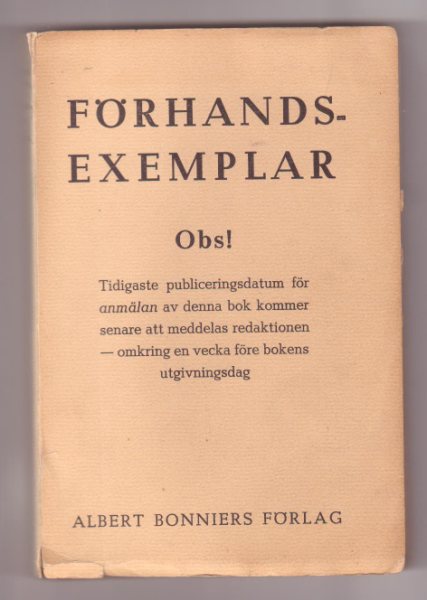 FÖRHANDS-
EXEMPLAR
Obs!
Tidigaste publiceringsdatum för
anmälan av denna bok kommer
senare att meddelas redaktionen
— omkring en vecka före bokens
utgivningsdag
ALBERT BONNIERS FÖRLAG